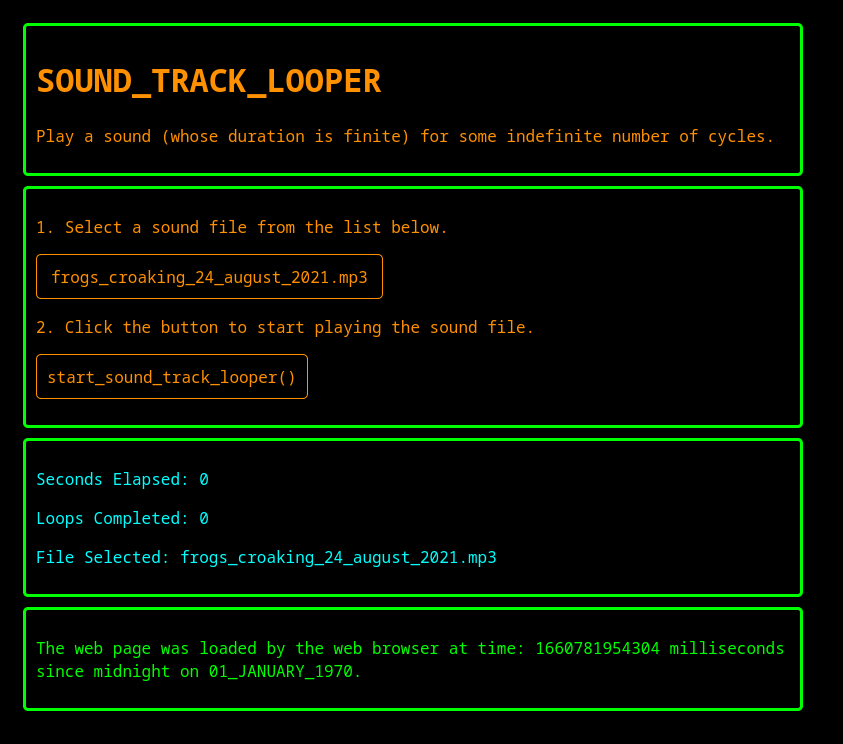 SOUND_TRACK_LOOPER
Play a sound (whose duration is finite) for some indefinite number of cycles.
1. Select a sound file from the list below.
frogs_croaking_24_august_2021.mp3
2. Click the button to start playing the sound file.
start_sound_track_looper()
Seconds Elapsed: 0
Loops Completed: 0
File Selected: frogs_croaking_24_august_2021.mp3
The web page was loaded by the web browser at time: 1660781954304 milliseconds
since midnight on 01_JANUARY_1970.